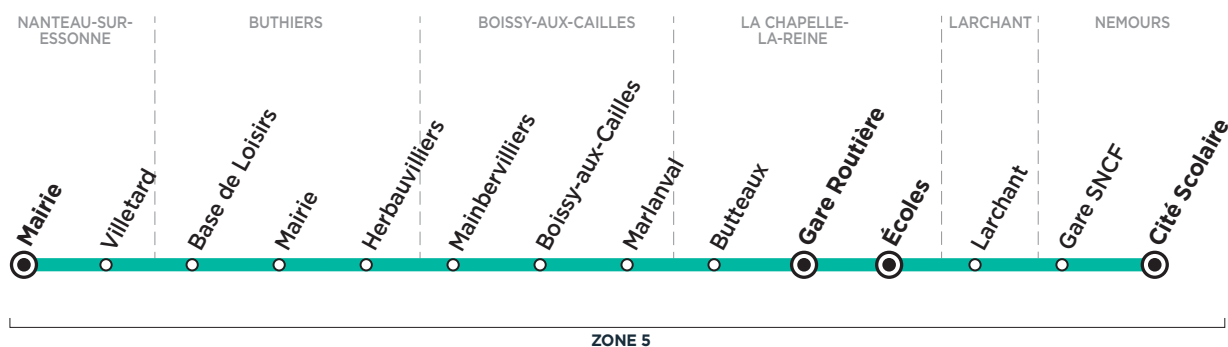 NANTEAU-SUR-
ESSONNE
BUTHIERS
BOISSY-AUX-CAILLES
LA CHAPELLE-
LA-REINE
LARCHANT
NEMOURS
Mairie
Villetard
Base de Loisirs
Mairie
Herbauvilliers
Mainbervilliers
Boissy-aux-Cailles
Marlanval
Butteaux
Gare Routière
Écoles
Larchant
Gare SNCF
Cité Scolaire
ZONE 5